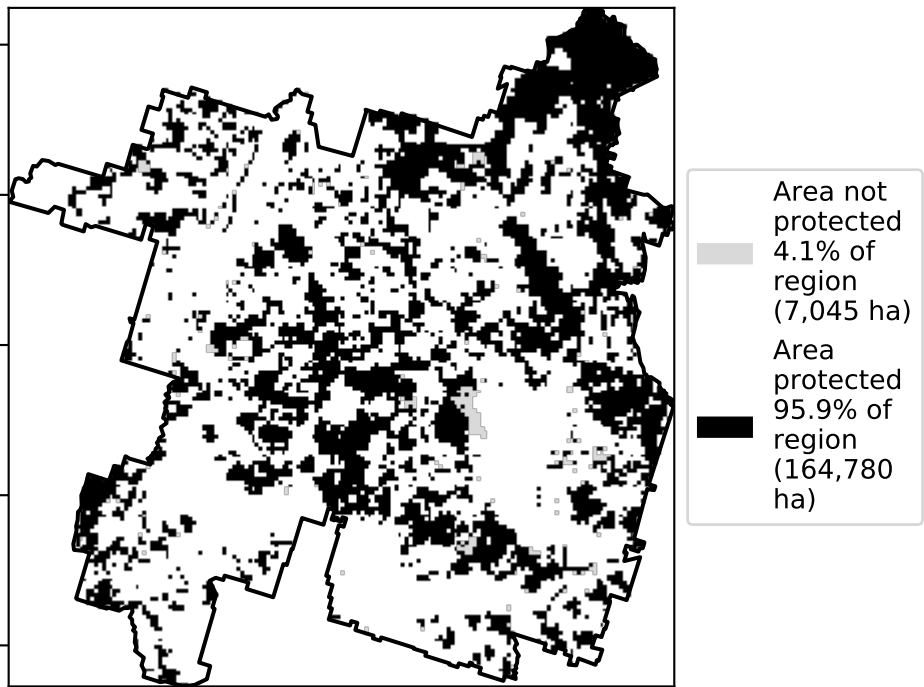 Area not
protected
4.1% of
region
(7,045 ha)
Area
protected
95.9% of
region
(164,780
ha)